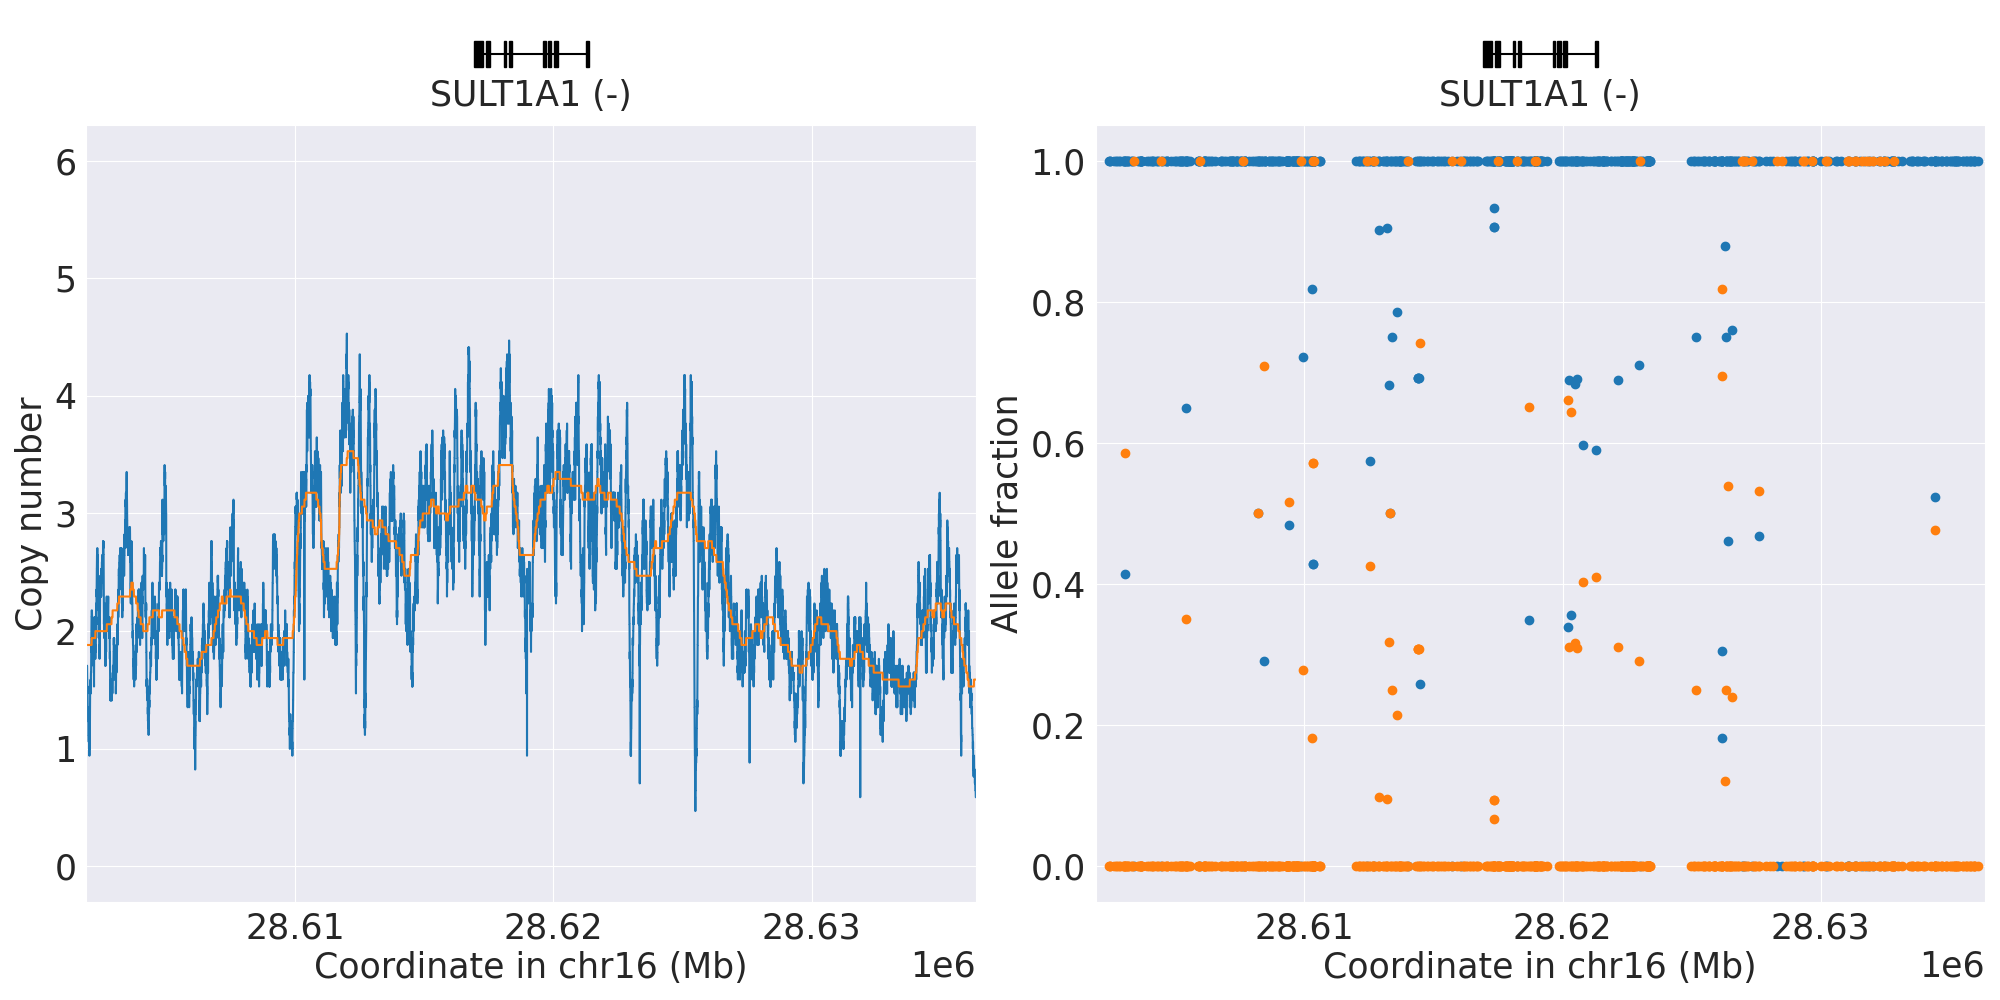 SULT1A1 (-)
Copy number
6
5
4
3
2
1
0
28.61
28.62
28.63
Coordinate in chr16 (Mb)
1e6
SULT1A1 (-)
Allele fraction
1.0
0.8
0.6
0.4
0.2
0.0
28.61
28.62
28.63
Coordinate in chr16 (Mb)
1e6